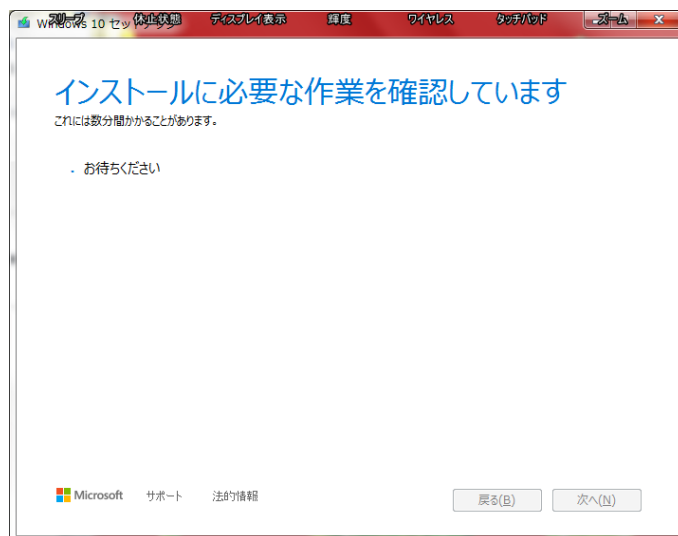 スリープ 休止状態 ディスプレイ表示 輝度 ワイヤレス タッチパッド ズーム
Windows 10 セットアップ
インストールに必要な作業を確認しています
これには数分間かかることがあります。
お待ちください
Microsoft サポート 法的情報 戻る(B) 次へ(N)